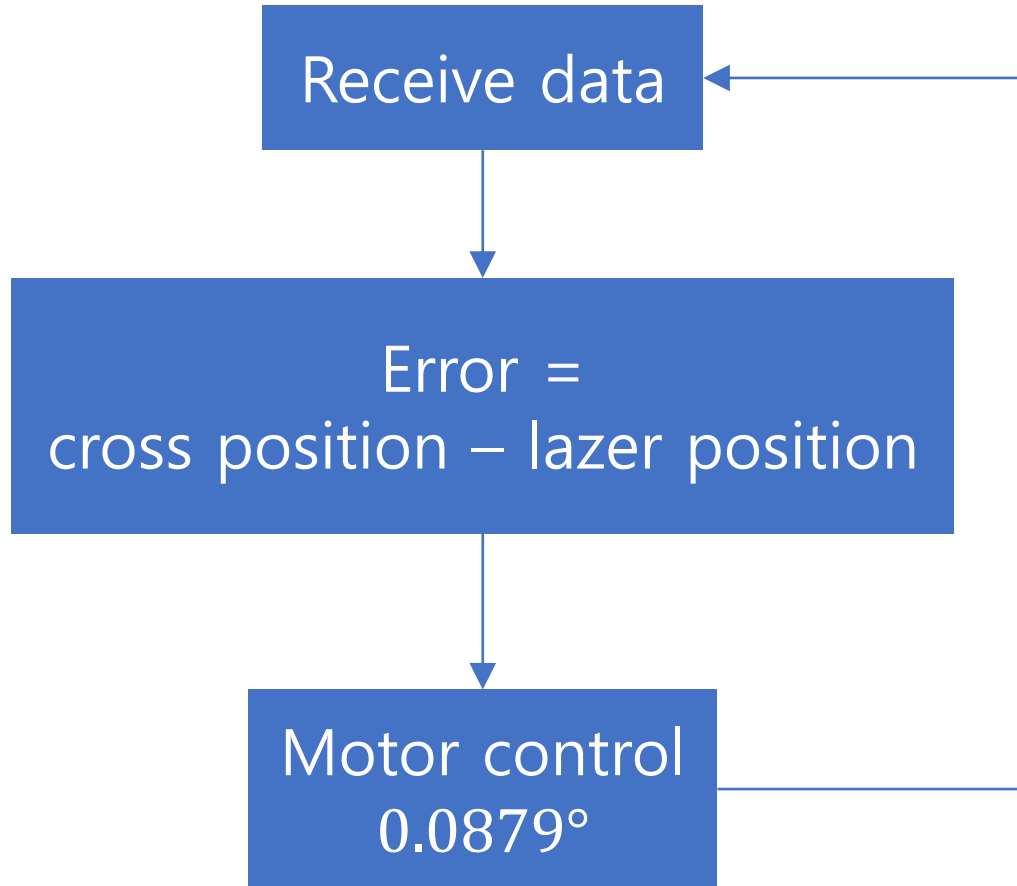 Receive data
Error =
cross position – lazer position
Motor control
0.0879°